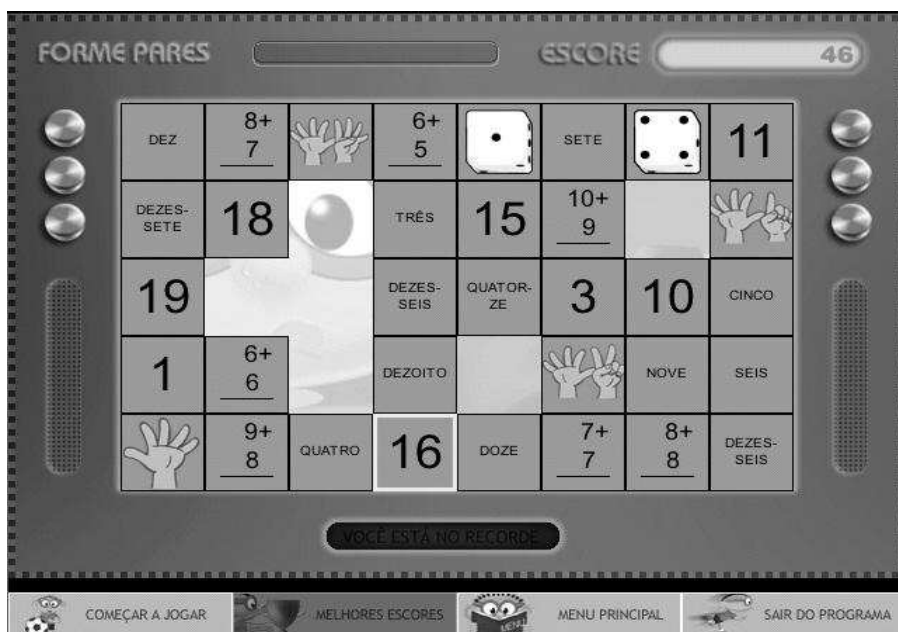 FORME PARES
ESCORE
46
DEZ
8+
7
6+
5
SETE
11
DEZES-
SETE
18
TRÊS
15
10+
9
19
DEZES-
SEIS
QUATOR-
ZE
3
10
CINCO
1
6+
6
DEZOITO
NOVE
SEIS
9+
8
QUATRO
16
DOZE
7+
7
8+
8
DEZES-
SEIS
VOCÊ ESTÁ NO RECORDE
COMEÇAR A JOGAR
MELHORES ESCORES
MENU
MENU PRINCIPAL
SAIR DO PROGRAMA